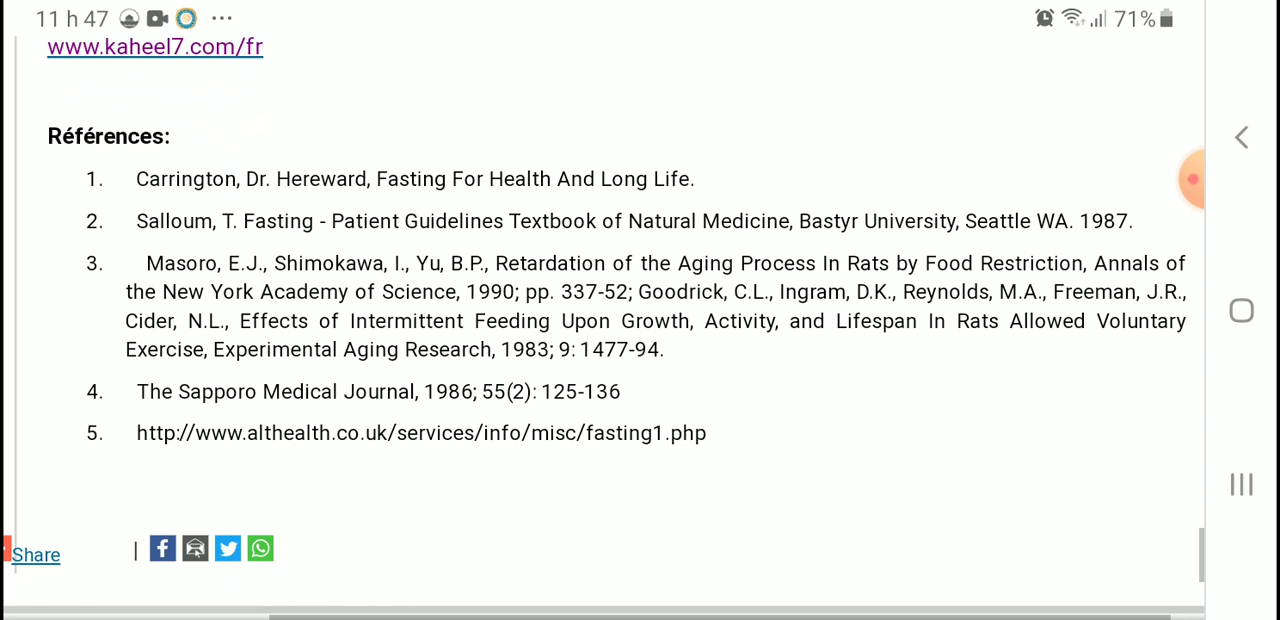 11 h 47 ... 71%
www.kaheel7.com/fr
Références:
1. Carrington, Dr. Hereward, Fasting For Health And Long Life.
2. Salloum, T. Fasting - Patient Guidelines Textbook of Natural Medicine, Bastyr University, Seattle WA. 1987.
3. Masoro, E.J., Shimokawa, I., Yu, B.P., Retardation of the Aging Process In Rats by Food Restriction, Annals of
the New York Academy of Science, 1990; pp. 337-52; Goodrick, C.L., Ingram, D.K., Reynolds, M.A., Freeman, J.R.,
Cider, N.L., Effects of Intermittent Feeding Upon Growth, Activity, and Lifespan In Rats Allowed Voluntary
Exercise, Experimental Aging Research, 1983; 9: 1477-94.
4. The Sapporo Medical Journal, 1986; 55(2): 125-136
5. http://www.althealth.co.uk/services/info/misc/fasting1.php
Share |